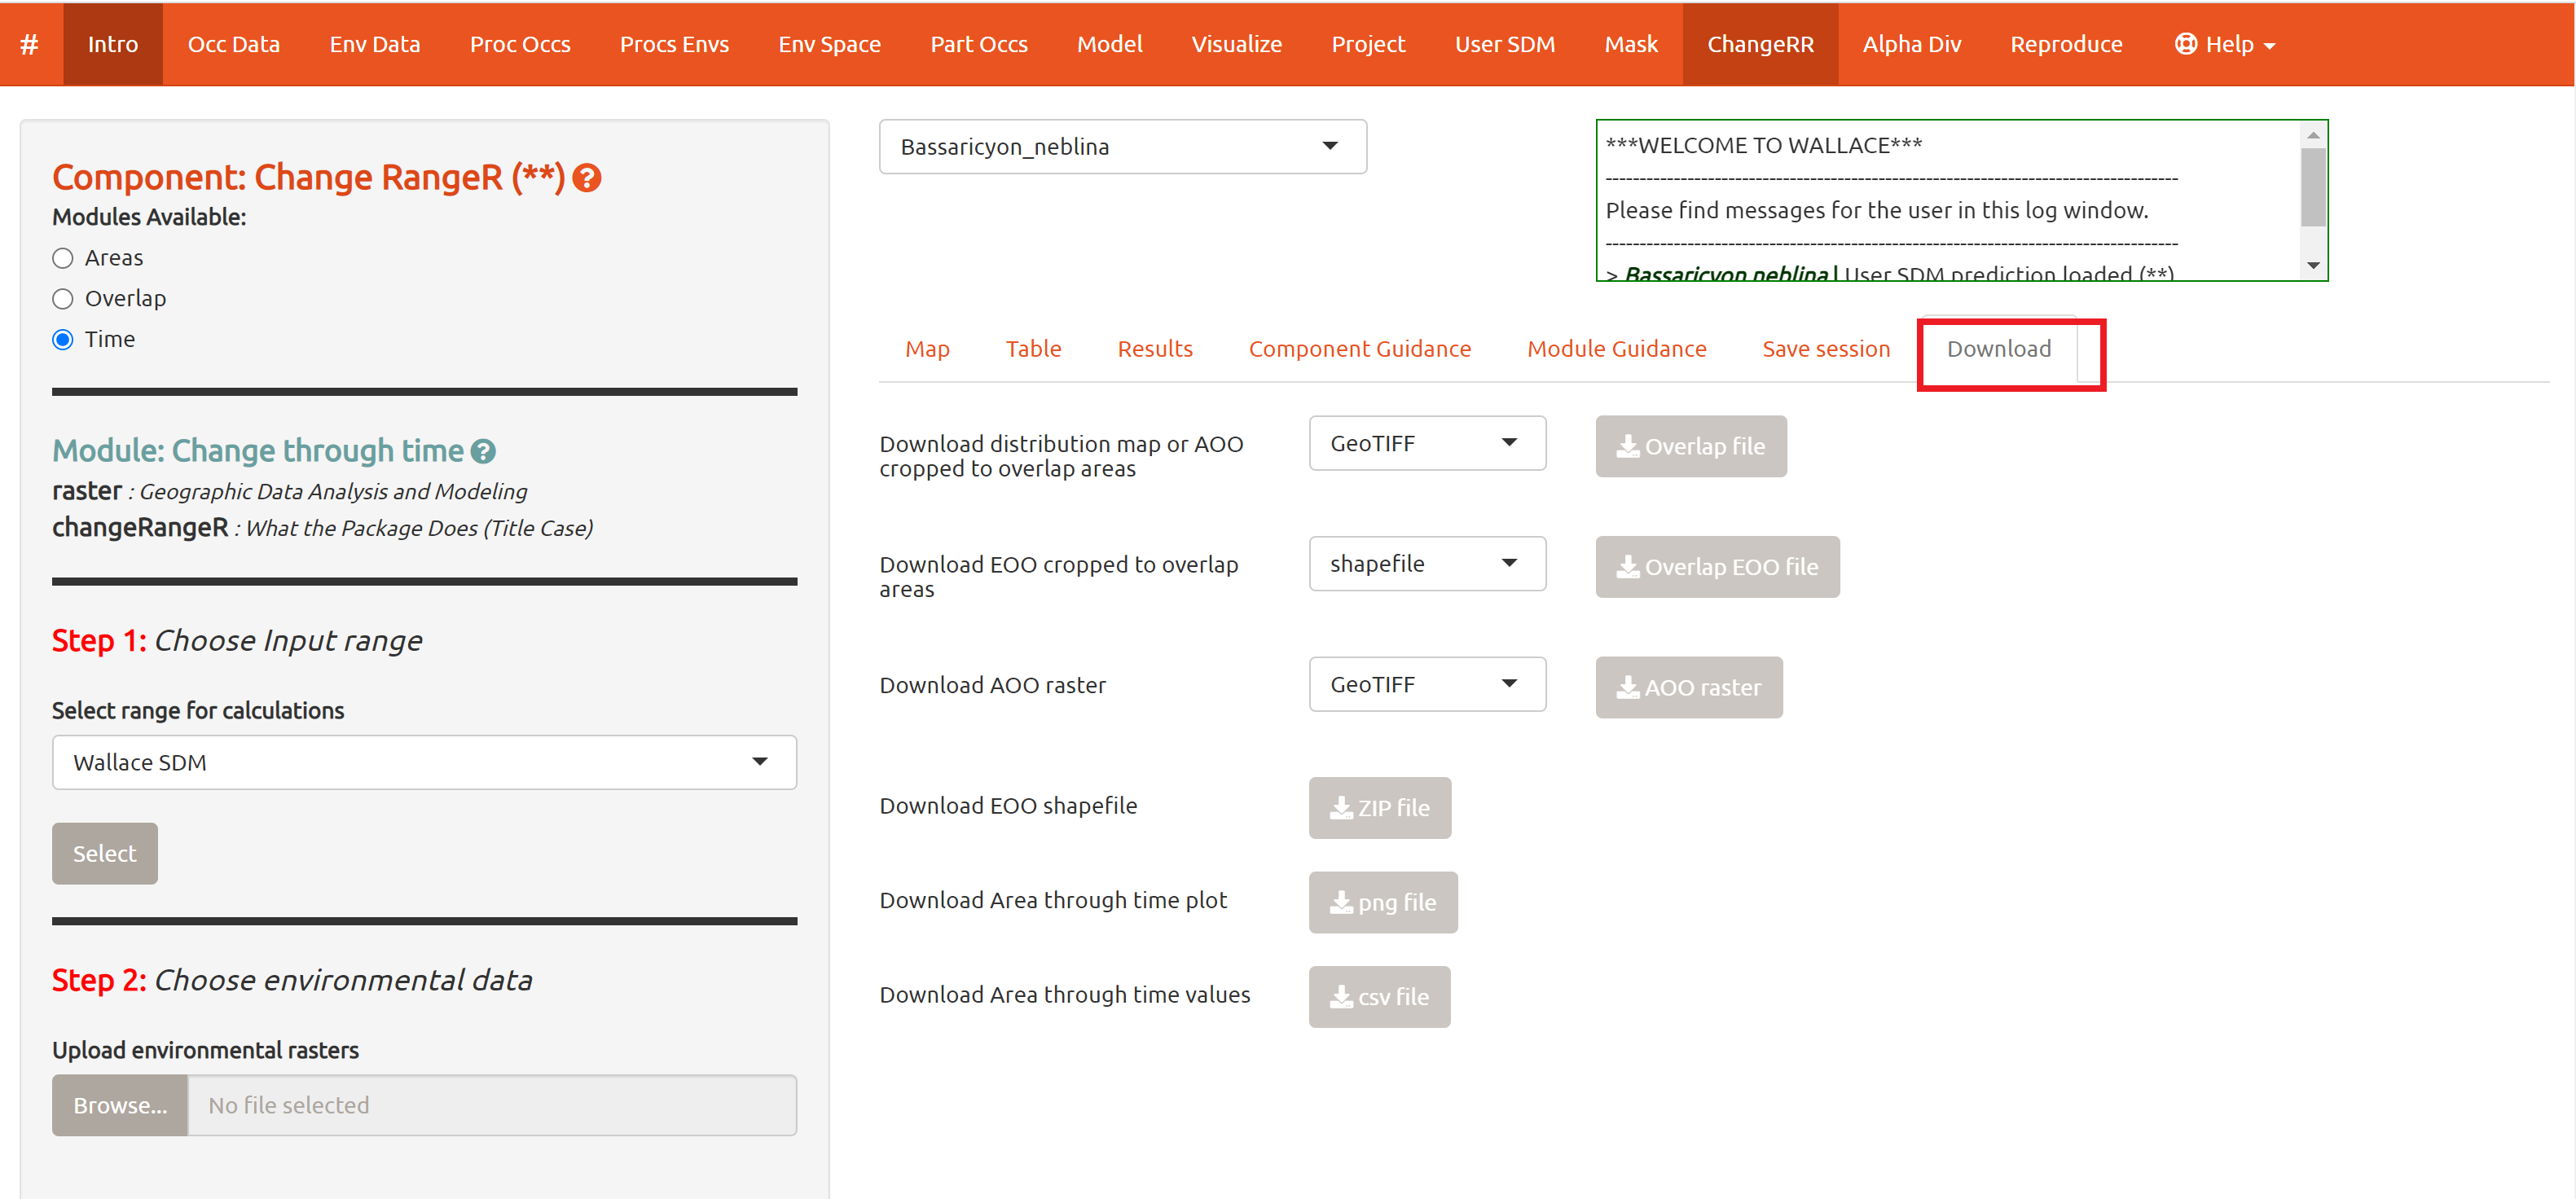 # Intro Occ Data Env Data Proc Occs Procs Envs Env Space Part Occs Model Visualize Project User SDM Mask ChangeRR Alpha Div Reproduce Help
Component: Change RangeR (**) ?
Modules Available:
Areas
Overlap
Time
Module: Change through time ?
raster : Geographic Data Analysis and Modeling
changeRangeR : What the Package Does (Title Case)
Step 1: Choose Input range
Select range for calculations
Wallace SDM
Select
Step 2: Choose environmental data
Upload environmental rasters
Browse... No file selected
Bassaricyon_neblina
***WELCOME TO WALLACE***
--------------------------------------------------------------------------------------
Please find messages for the user in this log window.
--------------------------------------------------------------------------------------
> Bassaricyon neblina | User SDM prediction loaded (**)
Map Table Results Component Guidance Module Guidance Save session Download
Download distribution map or AOO
cropped to overlap areas
GeoTIFF
Overlap file
Download EOO cropped to overlap
areas
shapefile
Overlap EOO file
Download AOO raster
GeoTIFF
AOO raster
Download EOO shapefile
ZIP file
Download Area through time plot
png file
Download Area through time values
csv file